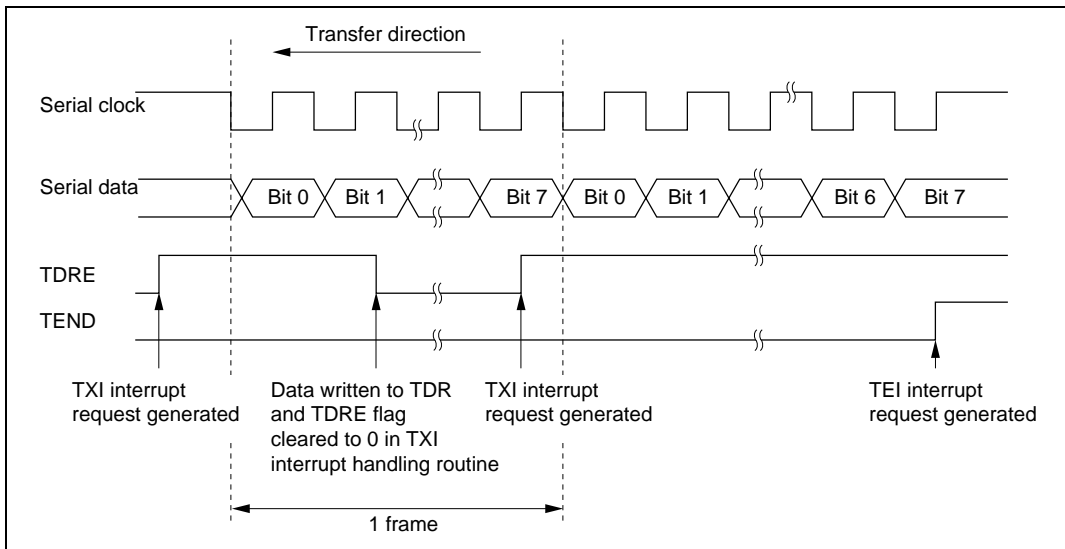 Transfer direction
Serial clock
Serial data
Bit 0
Bit 1
Bit 7
Bit 0
Bit 1
Bit 6
Bit 7
TDRE
TEND
TXI interrupt
request generated
Data written to TDR
and TDRE flag
cleared to 0 in TXI
interrupt handling routine
TXI interrupt
request generated
TEI interrupt
request generated
1 frame